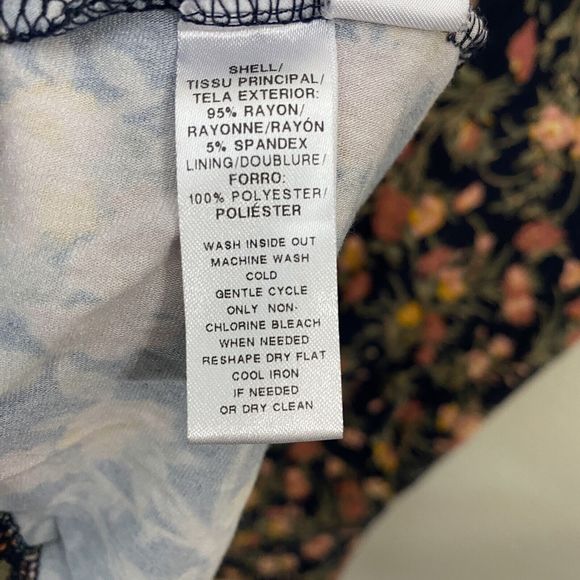 SHELL/
TISSU PRINCIPAL/
TELA EXTERIOR:
95% RAYON/
RAYONNE/RAYÓN
5% SPANDEX
LINING/DOUBLURE/
FORRO:
100% POLYESTER/
POLIÉSTER
WASH INSIDE OUT
MACHINE WASH
COLD
GENTLE CYCLE
ONLY NON-
CHLORINE BLEACH
WHEN NEEDED
RESHAPE DRY FLAT
COOL IRON
IF NEEDED
OR DRY CLEAN